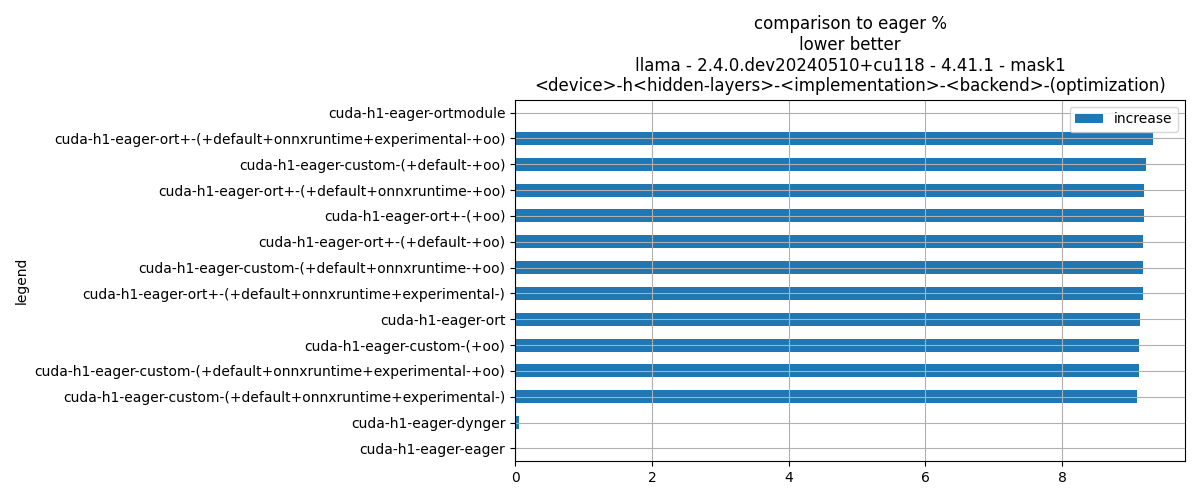 comparison to eager %
lower better
llama - 2.4.0.dev20240510+cu118 - 4.41.1 - mask1
<device>-h<hidden-layers>-<implementation>-<backend>-(optimization)
increase
legend
cuda-h1-eager-ortmodule
cuda-h1-eager-ort+-(+default+onnxruntime+experimental-+oo)
cuda-h1-eager-custom-(+default-+oo)
cuda-h1-eager-ort+-(+default+onnxruntime-+oo)
cuda-h1-eager-ort+-(+oo)
cuda-h1-eager-ort+-(+default-+oo)
cuda-h1-eager-custom-(+default+onnxruntime-+oo)
cuda-h1-eager-ort+-(+default+onnxruntime+experimental-)
cuda-h1-eager-ort
cuda-h1-eager-custom-(+oo)
cuda-h1-eager-custom-(+default+onnxruntime+experimental-+oo)
cuda-h1-eager-custom-(+default+onnxruntime+experimental-)
cuda-h1-eager-dynger
cuda-h1-eager-eager
0 2 4 6 8